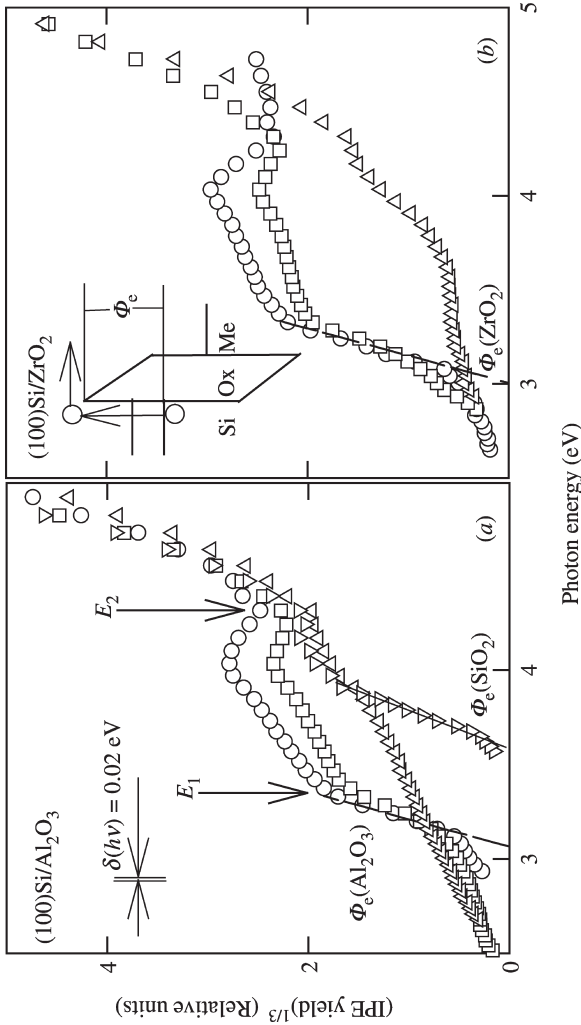 (IPE yield)1/3 (Relative units)
4
2
0
(100)Si/Al2O3
δ(hν) = 0.02 eV
E1
E2
Φe(Al2O3)
Φe(SiO2)
(a)
3
4
(100)Si/ZrO2
Φe
Si
Ox
Me
Φe(ZrO2)
(b)
3
4
5
Photon energy (eV)